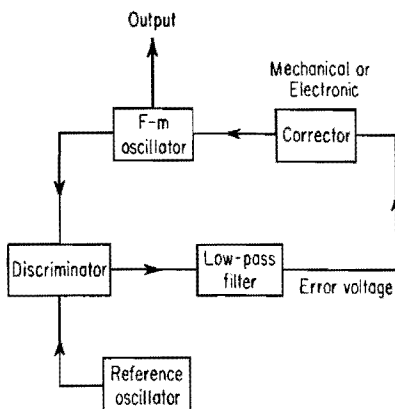 Output
Mechanical or
Electronic
F-m
oscillator
Corrector
Discriminator
Low-pass
filter
Error voltage
Reference
oscillator